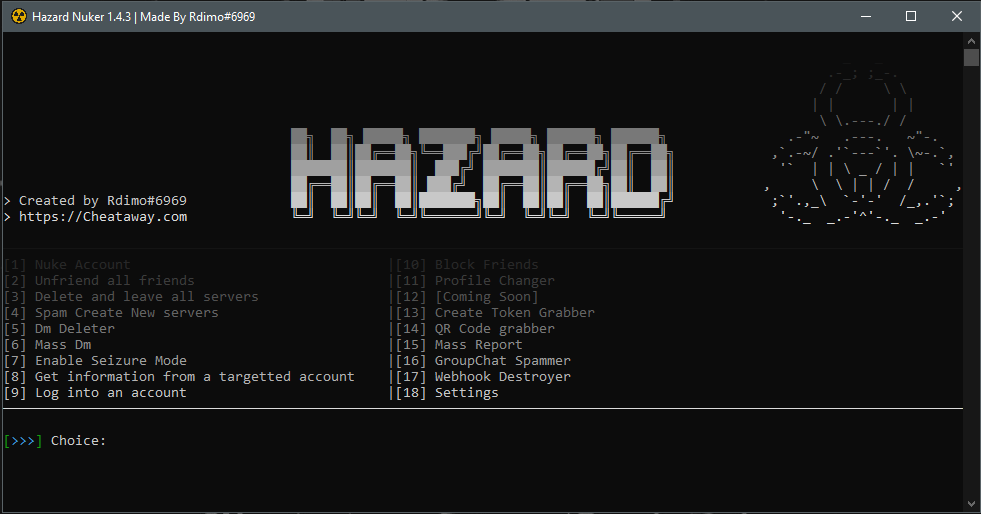 Hazard Nuker 1.4.3 | Made By Rdimo#6969
HAZARD
> Created by Rdimo#6969
> https://Cheataway.com
[1] Nuke Account |[10] Block Friends
[2] Unfriend all friends |[11] Profile Changer
[3] Delete and leave all servers |[12] [Coming Soon]
[4] Spam Create New servers |[13] Create Token Grabber
[5] Dm Deleter |[14] QR Code grabber
[6] Mass Dm |[15] Mass Report
[7] Enable Seizure Mode |[16] GroupChat Spammer
[8] Get information from a targetted account |[17] Webhook Destroyer
[9] Log into an account |[18] Settings
[>>>] Choice: